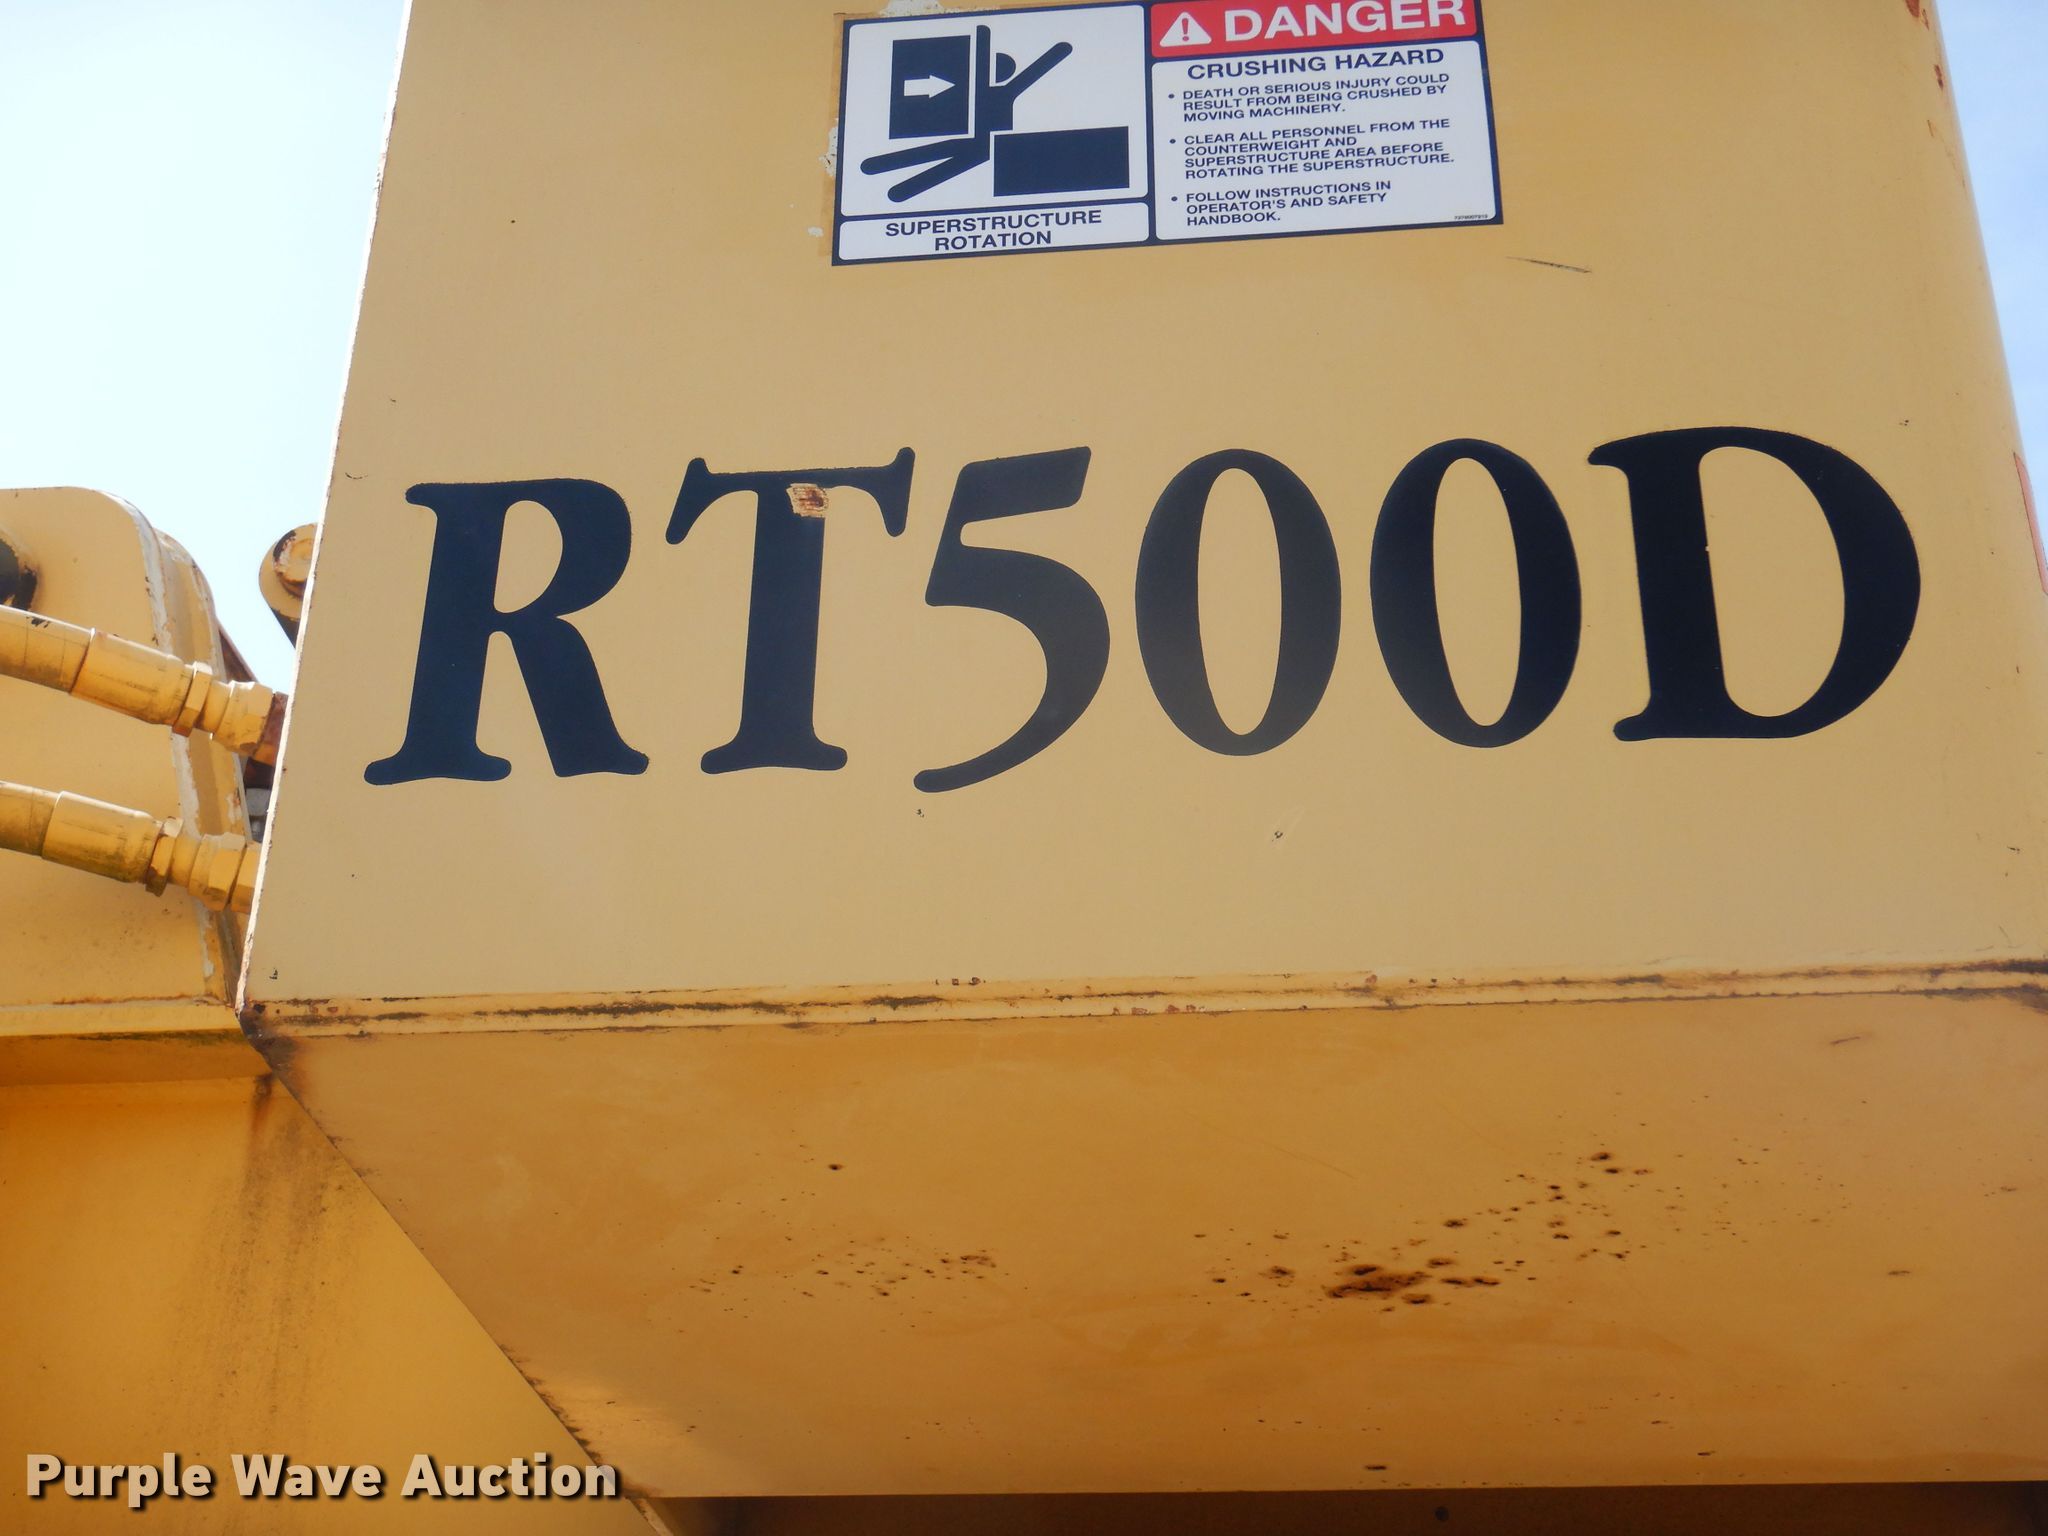 DANGER
CRUSHING HAZARD
• DEATH OR SERIOUS INJURY COULD
RESULT FROM BEING CRUSHED BY
MOVING MACHINERY.
• CLEAR ALL PERSONNEL FROM THE
COUNTERWEIGHT AND
SUPERSTRUCTURE AREA BEFORE
ROTATING THE SUPERSTRUCTURE.
• FOLLOW INSTRUCTIONS IN
OPERATOR'S AND SAFETY
HANDBOOK.
SUPERSTRUCTURE
ROTATION
RT500D
Purple Wave Auction